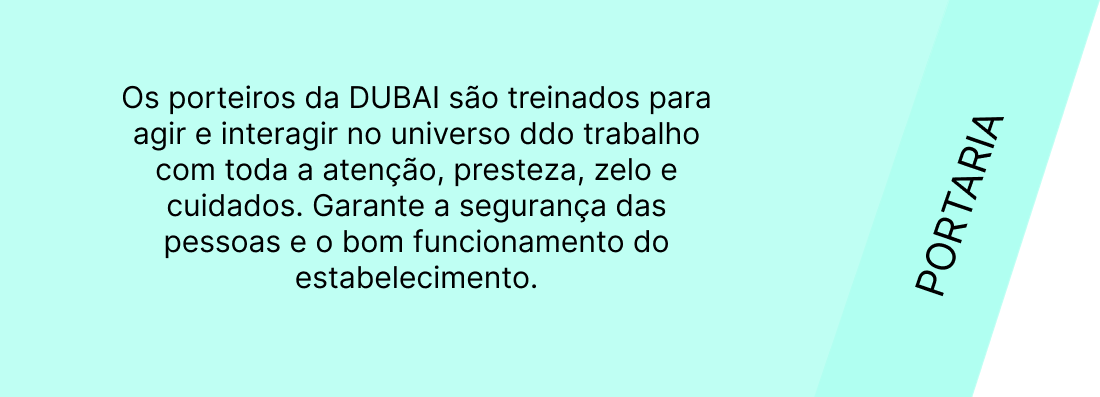 Os porteiros da DUBAI são treinados para
agir e interagir no universo ddo trabalho
com toda a atenção, presteza, zelo e
cuidados. Garante a segurança das
pessoas e o bom funcionamento do
estabelecimento.
PORTARIA